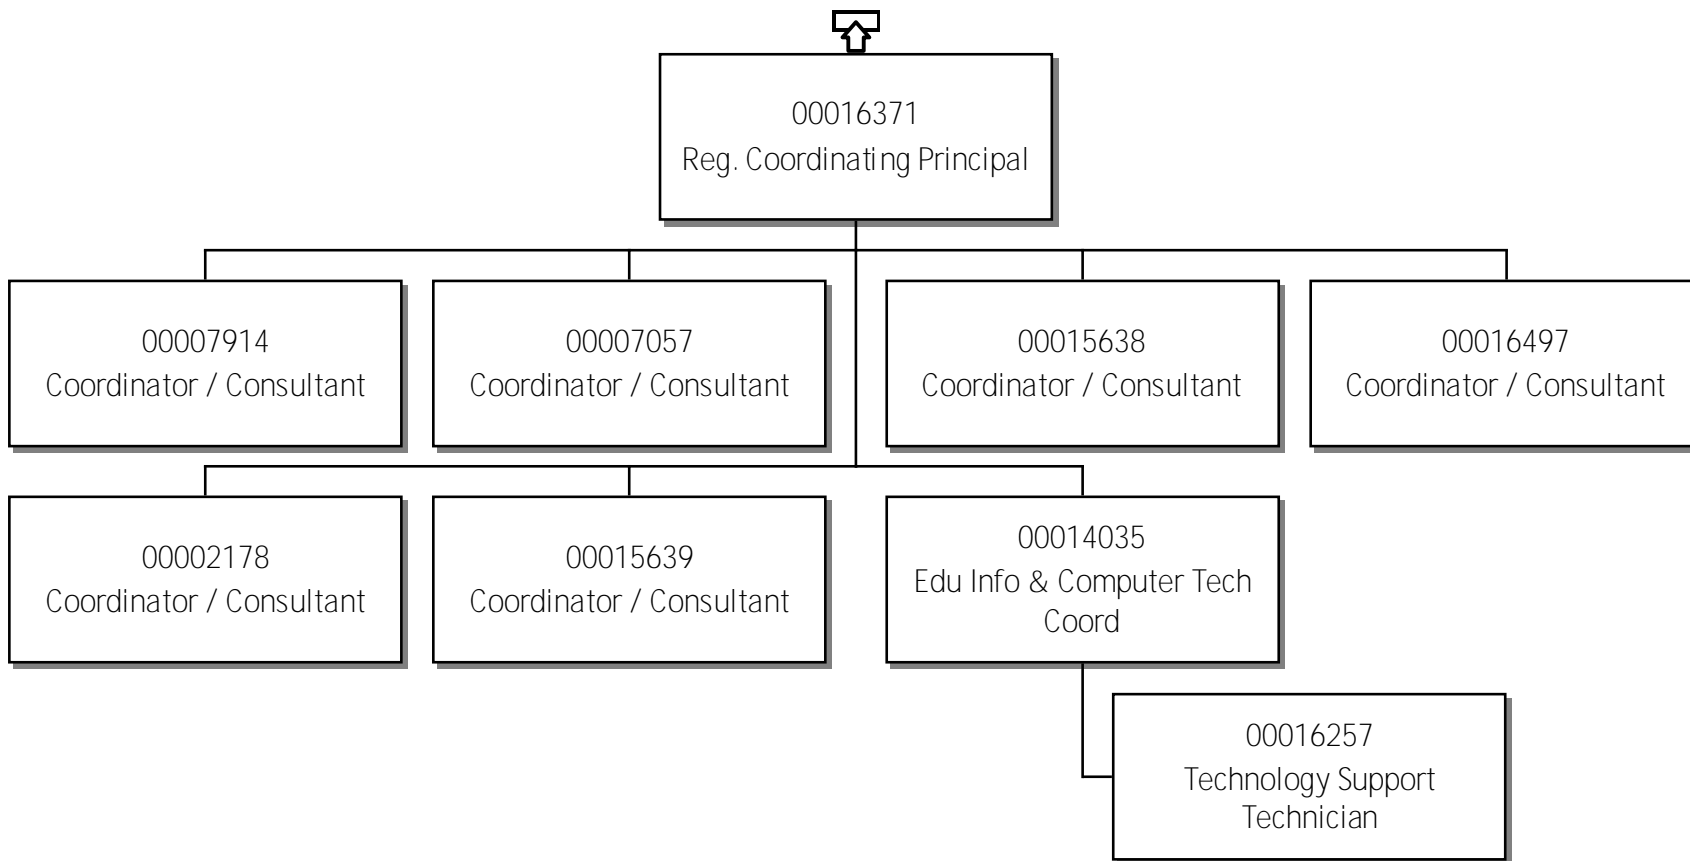 00016371
Reg. Coordinating Principal
00007914
Coordinator / Consultant
00007057
Coordinator / Consultant
00015638
Coordinator / Consultant
00016497
Coordinator / Consultant
00002178
Coordinator / Consultant
00015639
Coordinator / Consultant
00014035
Edu Info & Computer Tech
Coord
00016257
Technology Support
Technician